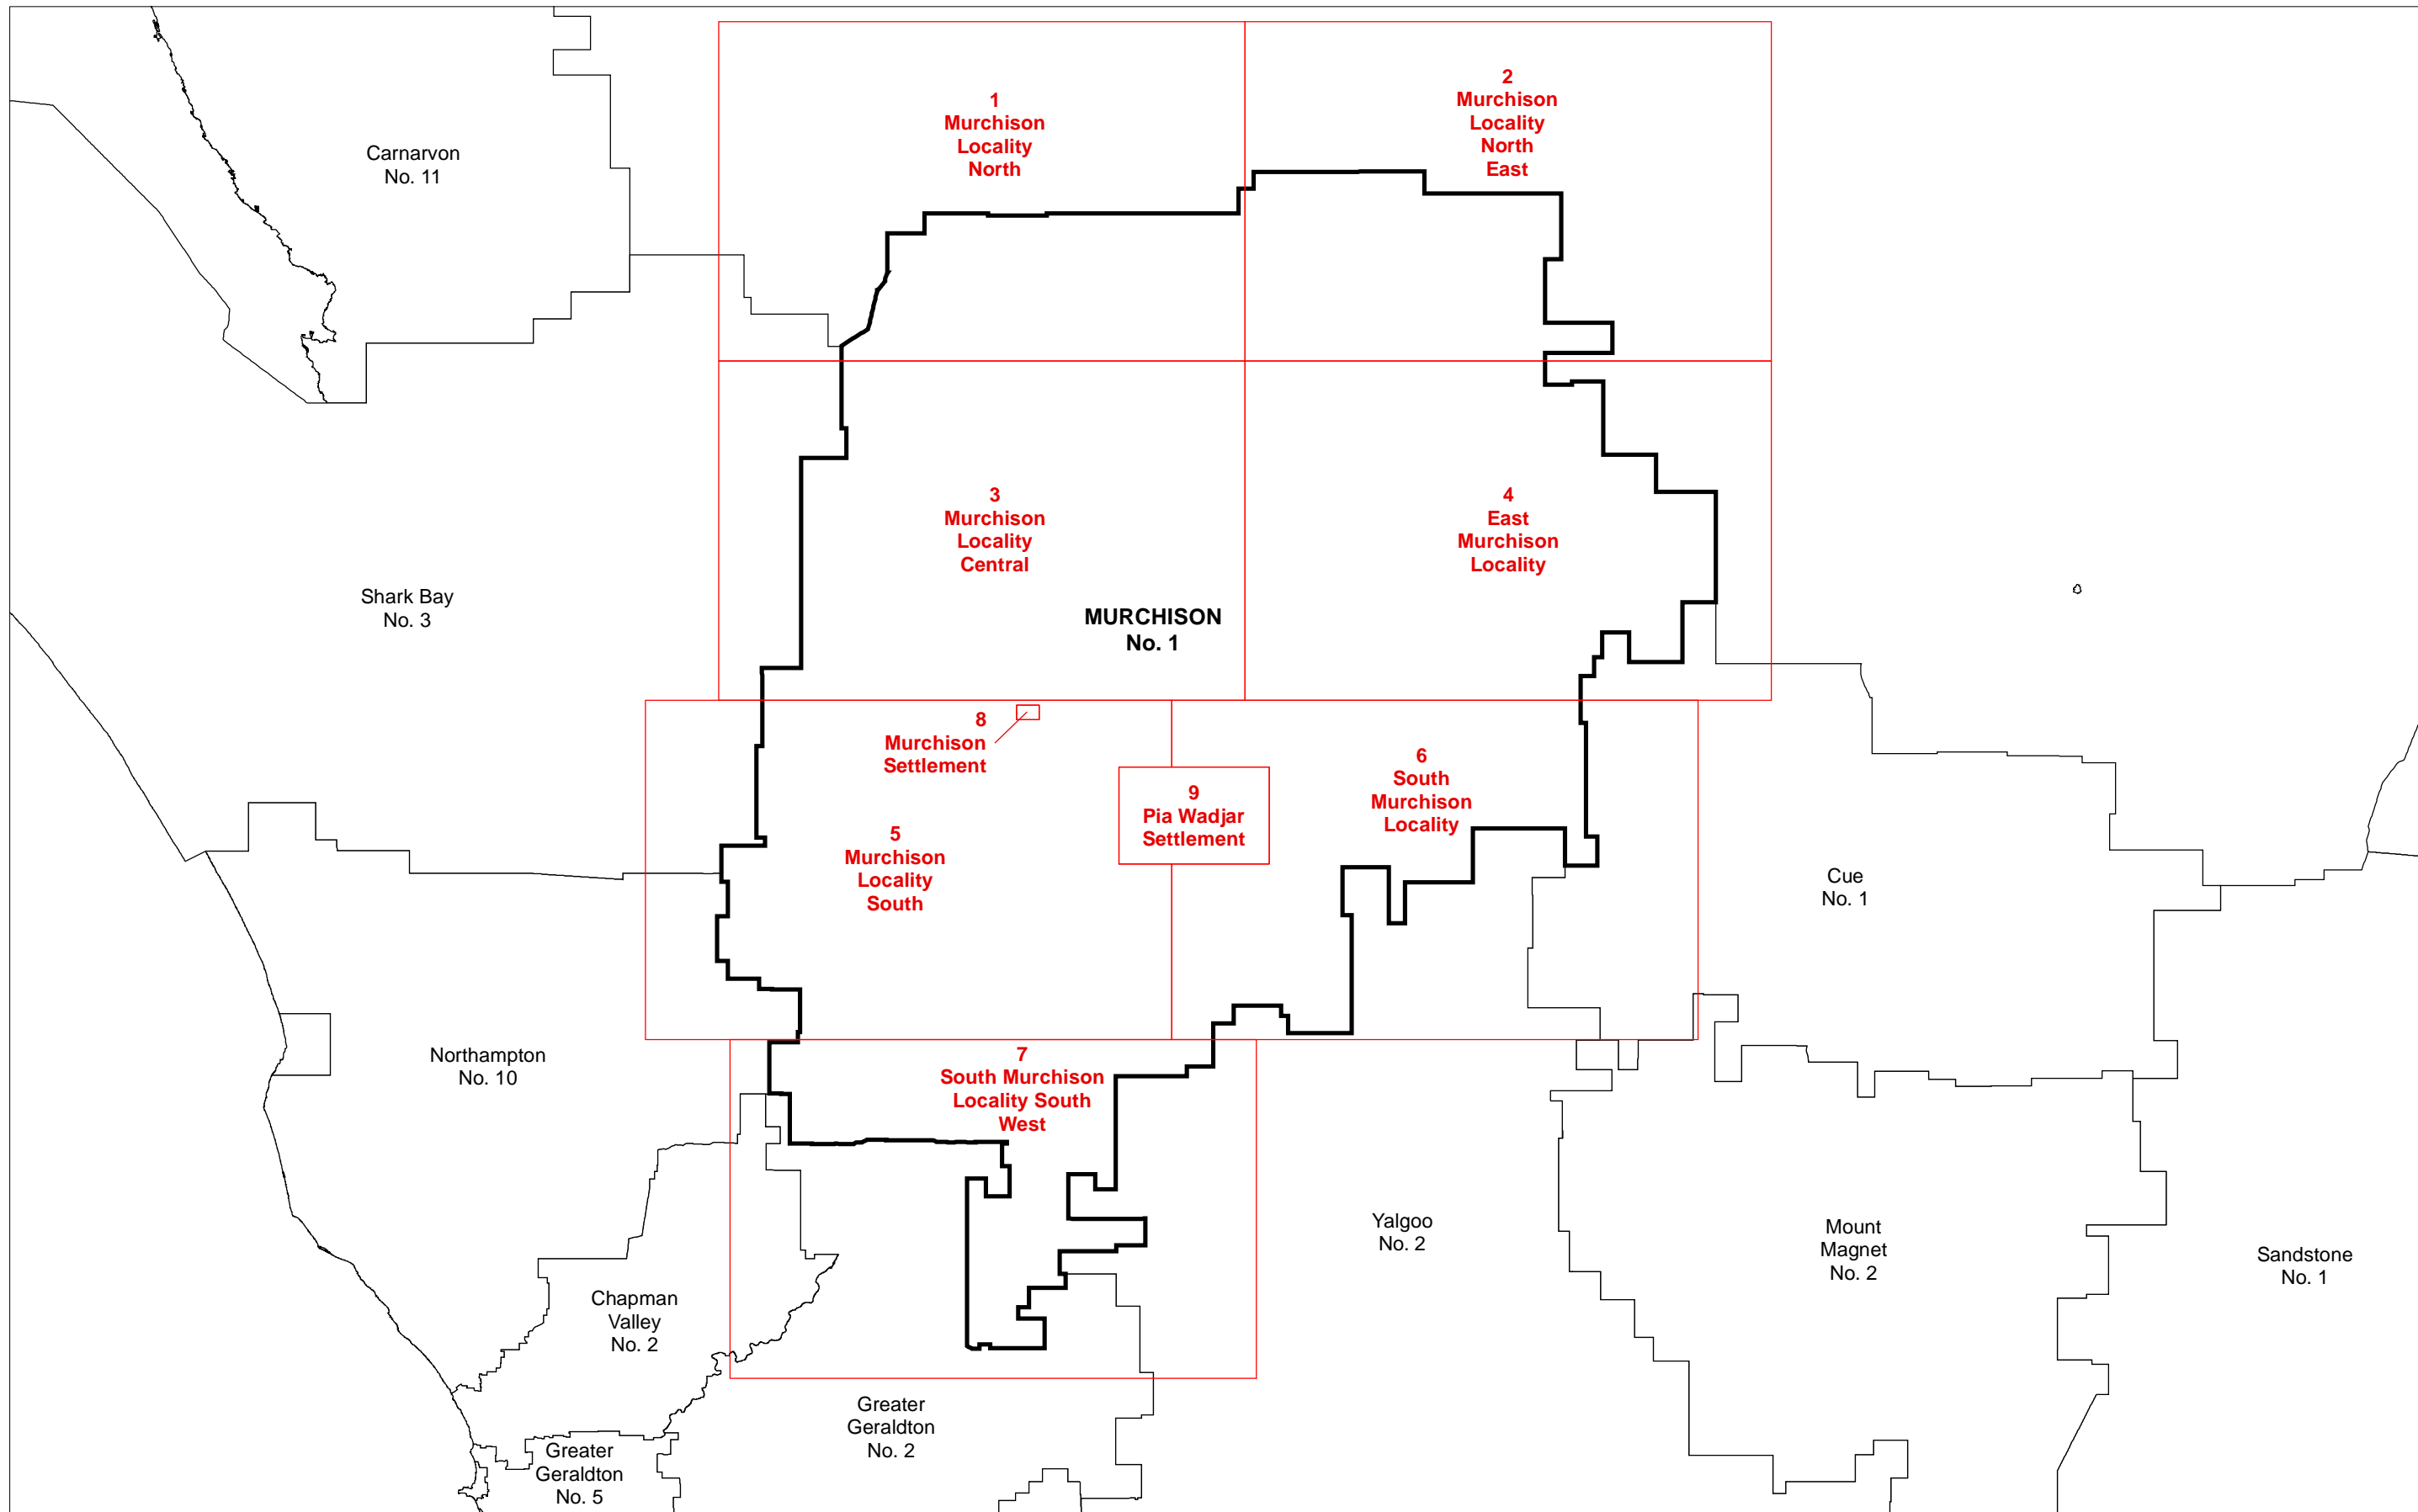 1
Murchison
Locality
North
2
Murchison
Locality
North
East
Carnarvon
No. 11
3
Murchison
Locality
Central
4
East
Murchison
Locality
Shark Bay
No. 3
MURCHISON
No. 1
8
Murchison
Settlement
9
Pia Wadjar
Settlement
6
South
Murchison
Locality
5
Murchison
Locality
South
Cue
No. 1
Northampton
No. 10
7
South Murchison
Locality South
West
Yalgoo
No. 2
Mount
Magnet
No. 2
Sandstone
No. 1
Chapman
Valley
No. 2
Greater
Geraldton
No. 2
Greater
Geraldton
No. 5